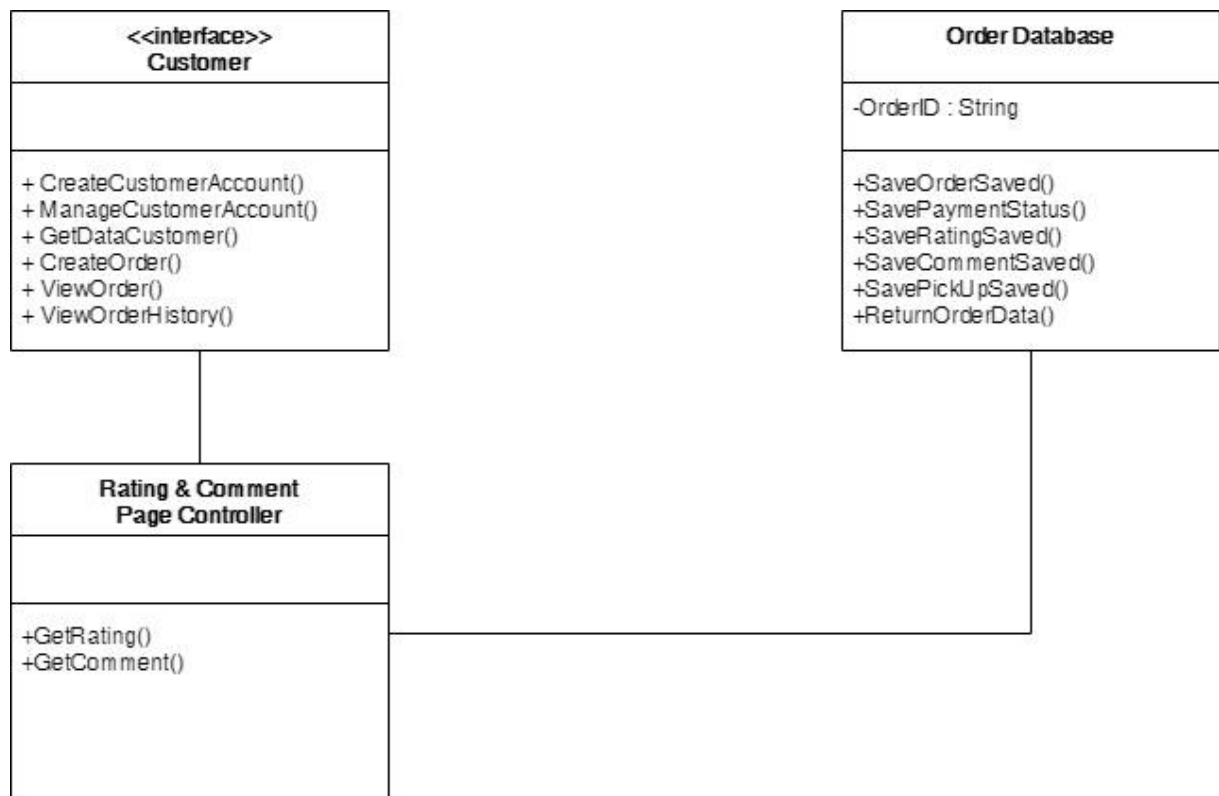 <<interface>>
Customer
+ CreateCustomerAccount()
+ ManageCustomerAccount()
+ GetDataCustomer()
+ CreateOrder()
+ ViewOrder()
+ ViewOrderHistory()
Order Database
-OrderID : String
+SaveOrderSaved()
+SavePaymentStatus()
+SaveRatingSaved()
+SaveCommentSaved()
+SavePickUpSaved()
+ReturnOrderData()
Rating & Comment
Page Controller
+GetRating()
+GetComment()